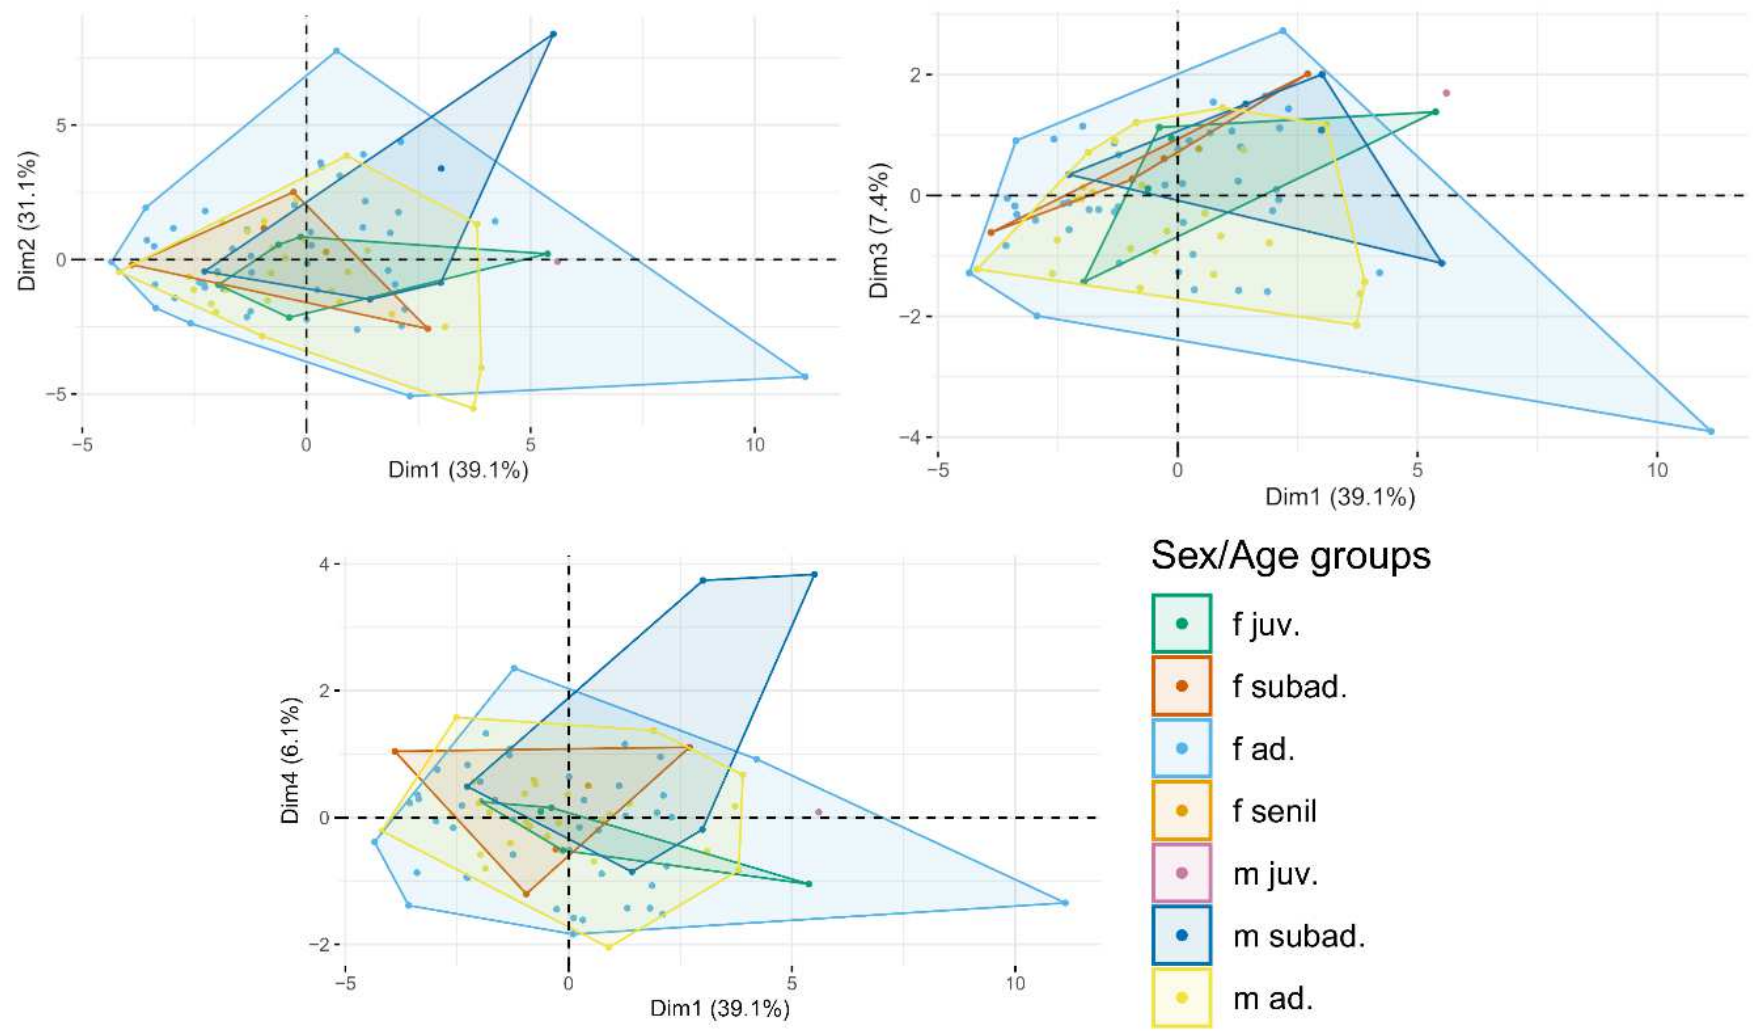 5
0
−5
−5
0
5
10
Dim2 (31.1%)
Dim1 (39.1%)
2
0
−2
−4
−5
0
5
10
Dim3 (7.4%)
Dim1 (39.1%)
4
2
0
−2
−5
0
5
10
Dim4 (6.1%)
Dim1 (39.1%)
Sex/Age groups
f juv.
f subad.
f ad.
f senil
m juv.
m subad.
m ad.